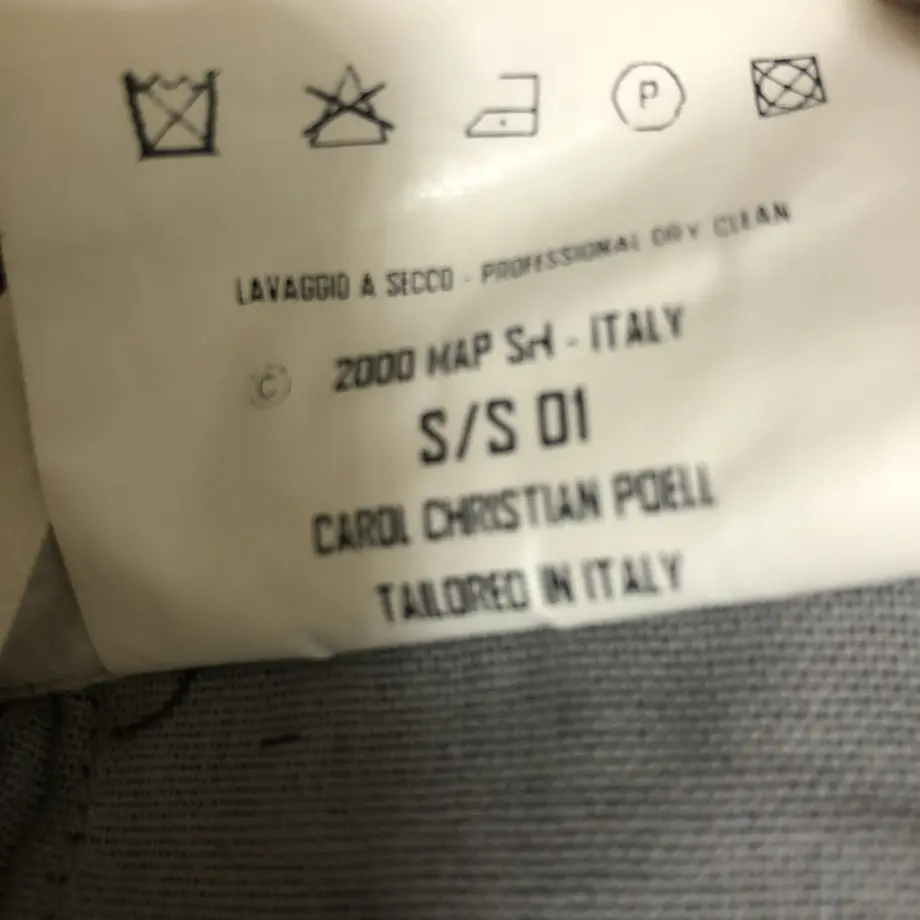 P
LAVAGGIO A SECCO - PROFESSIONAL DRY CLEAN
© 2000 MAP Srl - ITALY
S/S 01
CAROL CHRISTIAN POELL
TAILORED IN ITALY